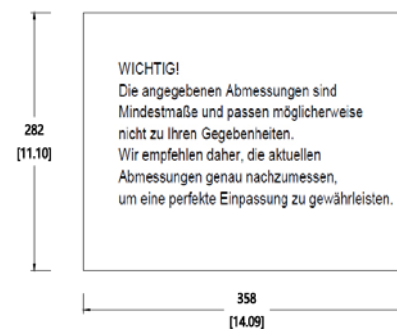 WICHTIG!
Die angegebenen Abmessungen sind
Mindestmaße und passen möglicherweise
nicht zu Ihren Gegebenheiten.
Wir empfehlen daher, die aktuellen
Abmessungen genau nachzumessen,
um eine perfekte Einpassung zu gewährleisten.
282
[11.10]
358
[14.09]